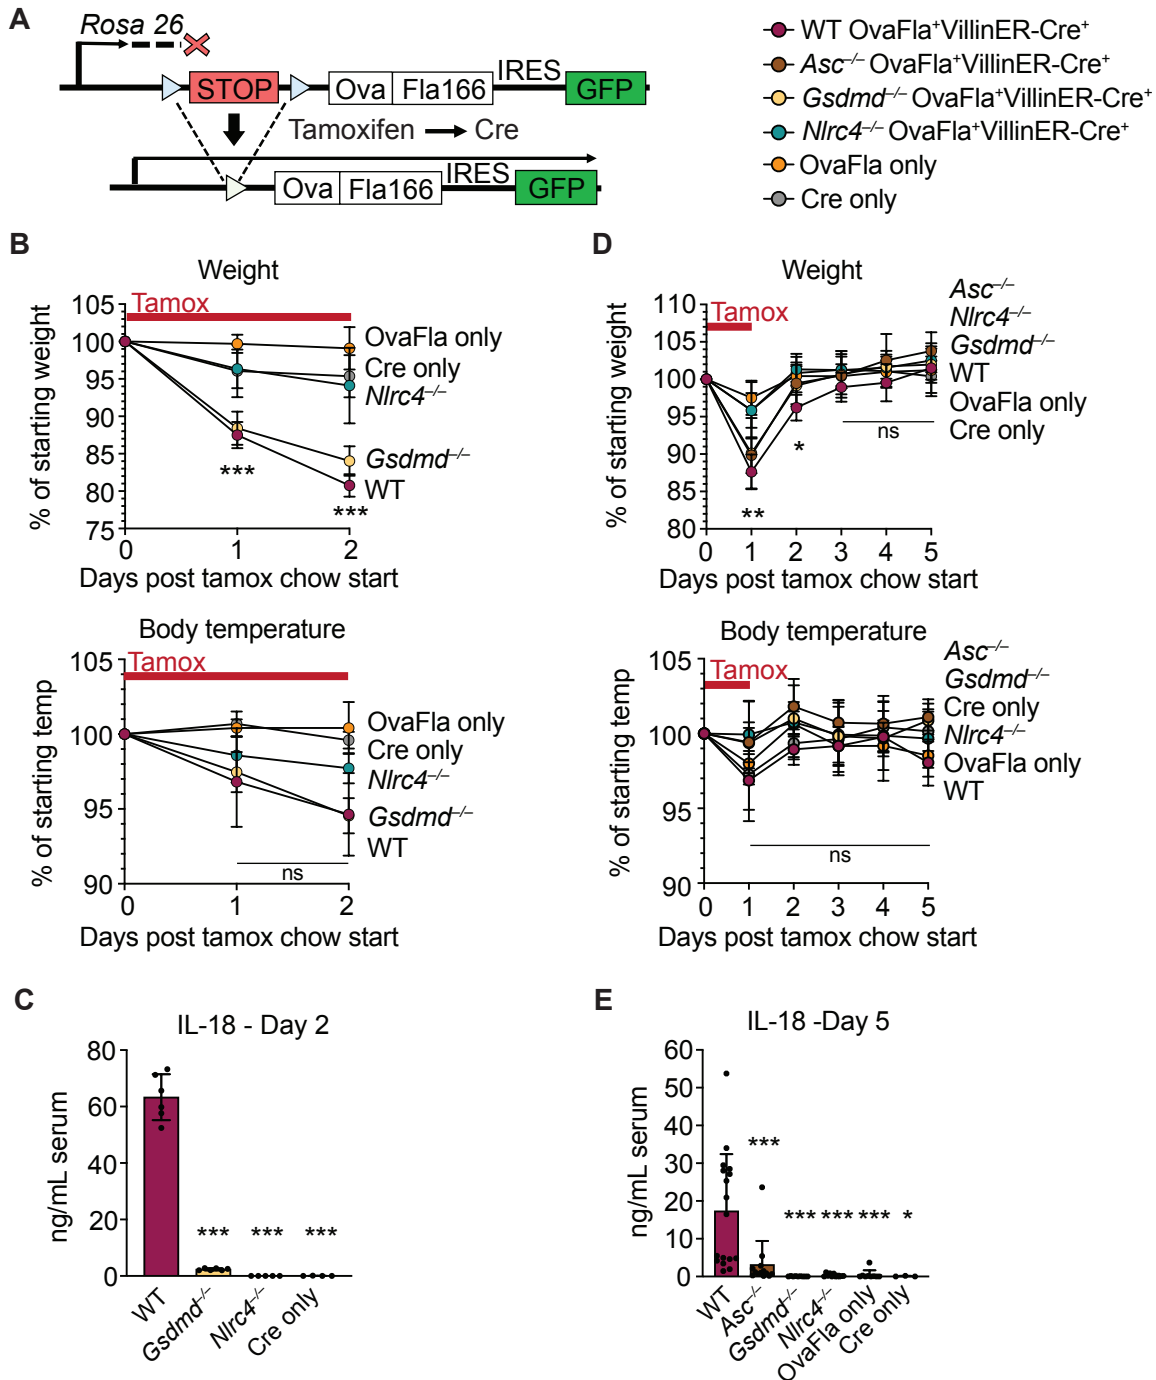 A
Rosa 26
STOP
Ova
Fla166
IRES
GFP
Tamoxifen → Cre
Ova
Fla166
IRES
GFP
WT OvaFla⁺VillinER-Cre⁺
Asc⁻/⁻ OvaFla⁺VillinER-Cre⁺
Gsdmd⁻/⁻ OvaFla⁺VillinER-Cre⁺
Nlrc4⁻/⁻ OvaFla⁺VillinER-Cre⁺
OvaFla only
Cre only
B
Weight
% of starting weight
105
100
95
90
85
80
75
Tamox
OvaFla only
Cre only
Nlrc4⁻/⁻
Gsdmd⁻/⁻
WT
***
***
0 1 2
Days post tamox chow start
Body temperature
% of starting temp
105
100
95
90
Tamox
OvaFla only
Cre only
Nlrc4⁻/⁻
Gsdmd⁻/⁻
WT
ns
0 1 2
Days post tamox chow start
D
Weight
% of starting weight
110
105
100
95
90
85
80
Tamox
Asc⁻/⁻
Nlrc4⁻/⁻
Gsdmd⁻/⁻
WT
OvaFla only
Cre only
**
*
ns
0 1 2 3 4 5
Days post tamox chow start
Body temperature
% of starting temp
105
100
95
90
Tamox
Asc⁻/⁻
Gsdmd⁻/⁻
Cre only
Nlrc4⁻/⁻
OvaFla only
WT
ns
0 1 2 3 4 5
Days post tamox chow start
C
IL-18 - Day 2
ng/mL serum
80
60
40
20
0
*** *** ***
WT
Gsdmd⁻/⁻
Nlrc4⁻/⁻
Cre only
E
IL-18 -Day 5
ng/mL serum
60
50
40
30
20
10
0
***
*** *** *** *
WT
Asc⁻/⁻
Gsdmd⁻/⁻
Nlrc4⁻/⁻
OvaFla only
Cre only